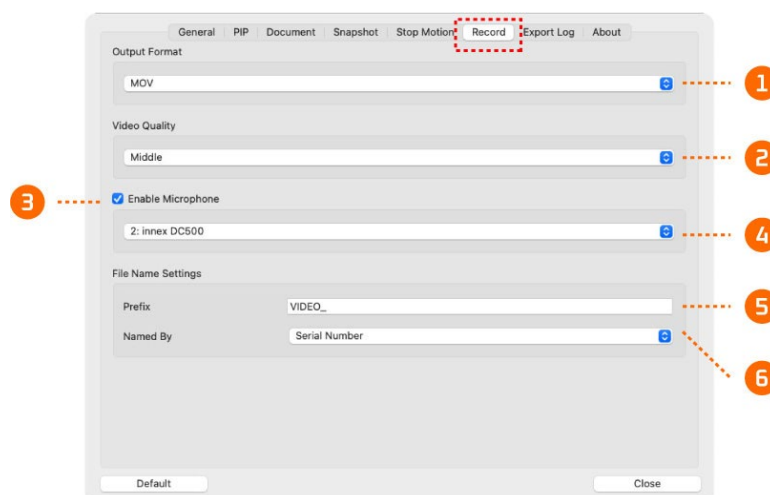 General PIP Document Snapshot Stop Motion Record Export Log About
Output Format
MOV
1
Video Quality
Middle
2
3
Enable Microphone
2: innex DC500
4
File Name Settings
Prefix VIDEO_
5
Named By Serial Number
6
Default Close